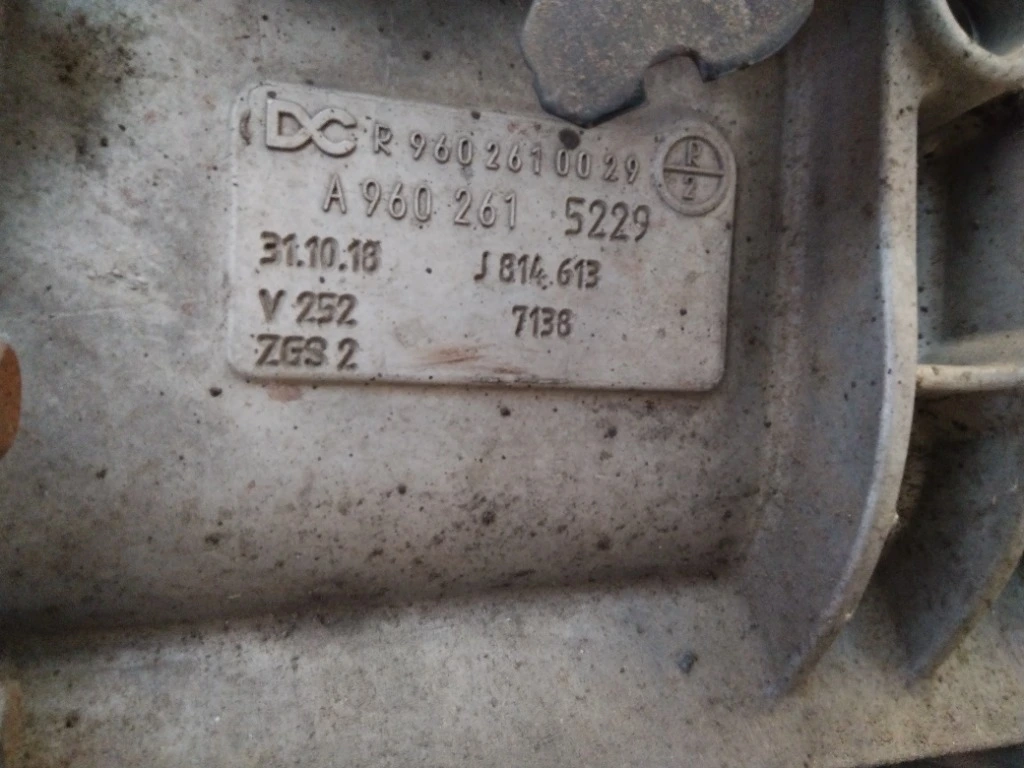 DC R 960 261 00 29
R
2
A 960 261 5229
31.10.18 J 814.613
V 252 7138
ZGS 2